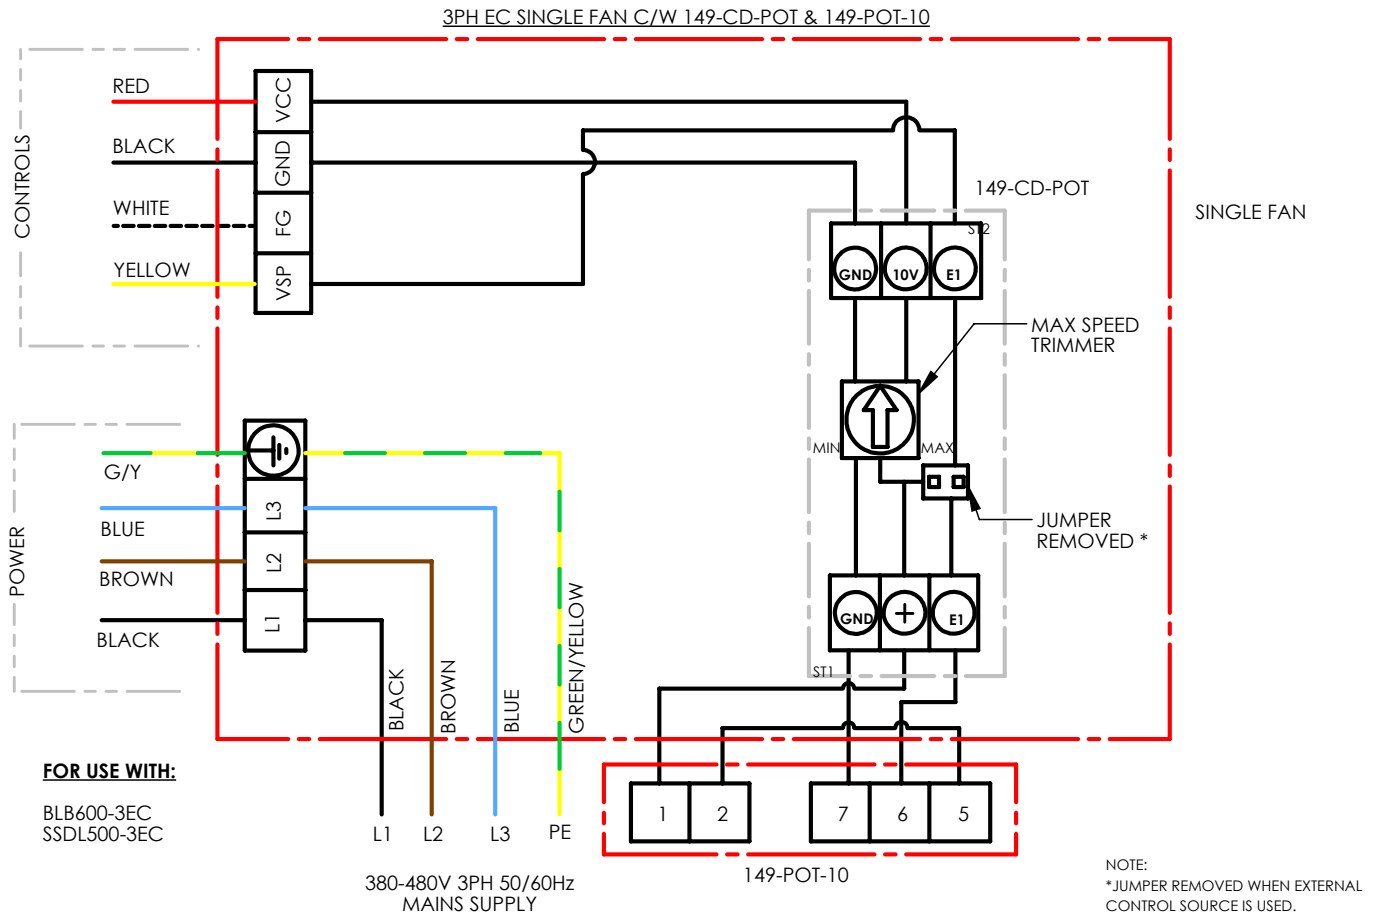 3PH EC SINGLE FAN C/W 149-CD-POT & 149-POT-10
CONTROLS
RED
BLACK
WHITE
YELLOW
VCC
GND
FG
VSP
149-CD-POT
SINGLE FAN
ST2
GND
10V
E1
MAX SPEED
TRIMMER
MIN
MAX
JUMPER
REMOVED *
GND
+
E1
ST1
POWER
G/Y
BLUE
BROWN
BLACK
L3
L2
L1
BLACK
BROWN
BLUE
GREEN/YELLOW
FOR USE WITH:
BLB600-3EC
SSDL500-3EC
L1
L2
L3
PE
380-480V 3PH 50/60Hz
MAINS SUPPLY
1
2
7
6
5
149-POT-10
NOTE:
*JUMPER REMOVED WHEN EXTERNAL
CONTROL SOURCE IS USED.